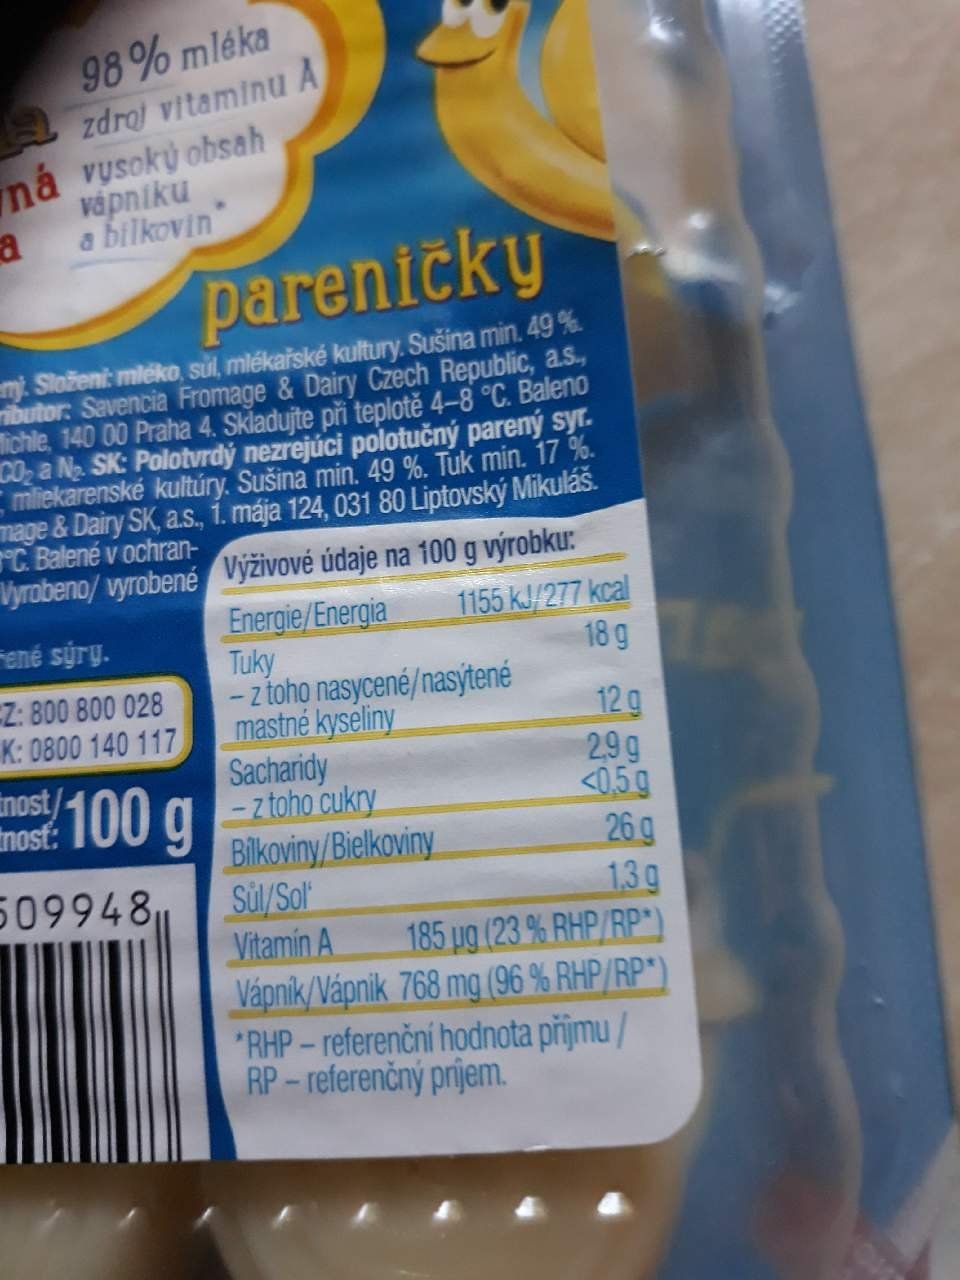 98% mléka
zdroj vitaminu A
vysoký obsah
vápníku
a bílkovin*
ná
a
pareničky
Složení: mléko, sůl, mlékařské kultury. Sušina min. 49 %.
Savencia Fromage & Dairy Czech Republic, a.s.,
Michle, 140 00 Praha 4. Skladujte při teplotě 4–8 °C. Baleno
CO₂ a N₂. SK: Polotvrdý nezrejúci polotučný parený syr.
mliekarenské kultúry. Sušina min. 49 %. Tuk min. 17 %.
mage & Dairy SK, a.s., 1. mája 124, 031 80 Liptovský Mikuláš.
°C. Balené v ochran-
Vyrobeno/ vyrobené
ené sýry.
Z: 800 800 028
K: 0800 140 117
tnost/
tnosť: 100 g
509948
Výživové údaje na 100 g výrobku:
Energie/Energia 1155 kJ/277 kcal
Tuky 18 g
– z toho nasycené/nasýtené
mastné kyseliny 12 g
Sacharidy 2,9 g
– z toho cukry <0,5 g
Bílkoviny/Bielkoviny 26 g
Sůl/Soľ 1,3 g
Vitamín A 185 µg (23 % RHP/RP*)
Vápník/Vápnik 768 mg (96 % RHP/RP*)
*RHP – referenční hodnota příjmu /
RP – referenčný príjem.